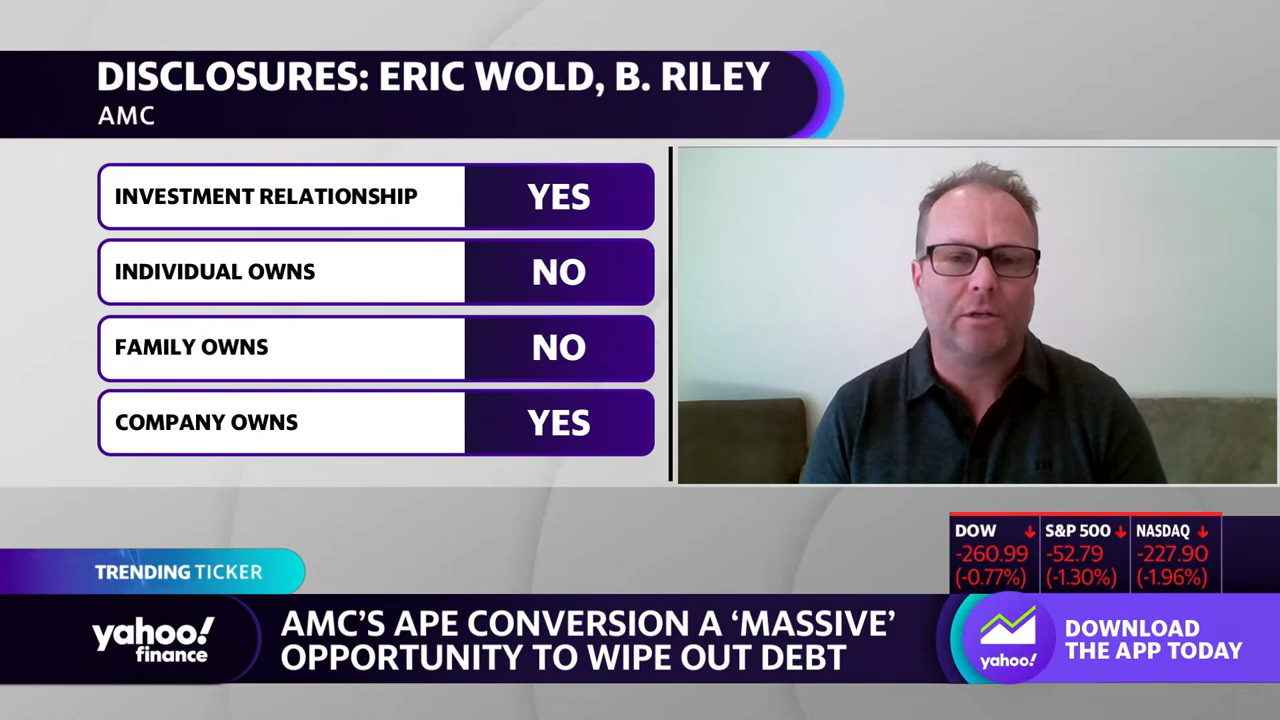 DISCLOSURES: ERIC WOLD, B. RILEY
AMC
INVESTMENT RELATIONSHIP YES
INDIVIDUAL OWNS NO
FAMILY OWNS NO
COMPANY OWNS YES
DOW S&P 500 NASDAQ
-260.99 -52.79 -227.90
(-0.77%) (-1.30%) (-1.96%)
TRENDING TICKER
yahoo!
finance
AMC'S APE CONVERSION A ‘MASSIVE’
OPPORTUNITY TO WIPE OUT DEBT
yahoo!
DOWNLOAD
THE APP TODAY